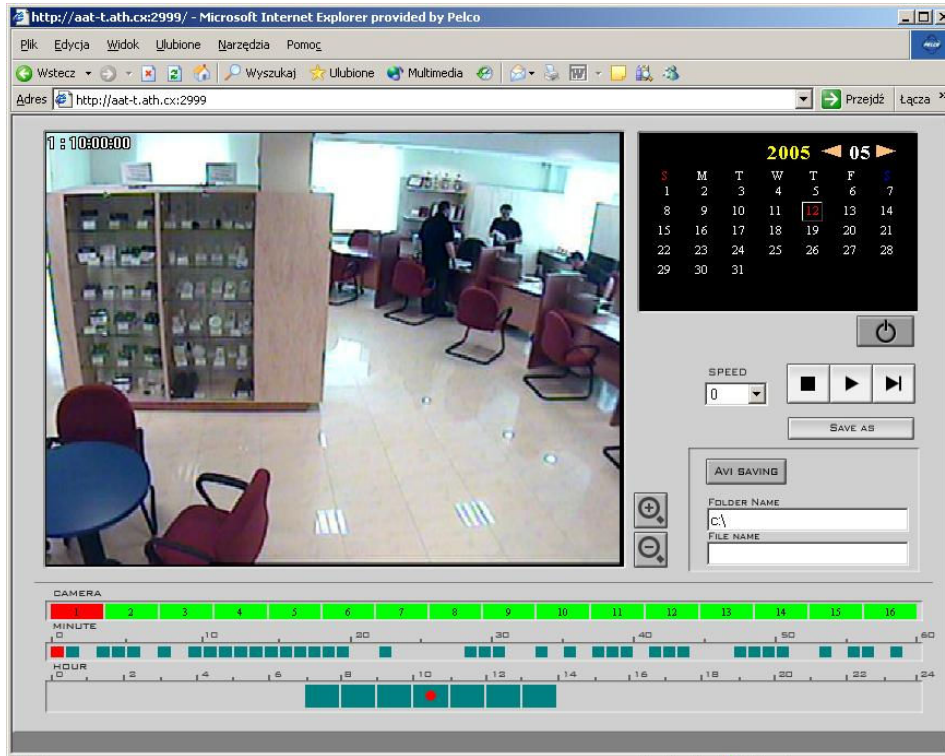 http://aat-t.ath.cx:2999/ - Microsoft Internet Explorer provided by Pelco
Plik Edycja Widok Ulubione Narzędzia Pomoc
Wstecz Wyszukaj Ulubione Multimedia
Adres http://aat-t.ath.cx:2999 Przejdź Łącza »
1 : 10:00:00
2005 05
S M T W T F S
1 2 3 4 5 6 7
8 9 10 11 12 13 14
15 16 17 18 19 20 21
22 23 24 25 26 27 28
29 30 31
SPEED
0
SAVE AS
AVI SAVING
FOLDER NAME
c:\
FILE NAME
CAMERA
1 2 3 4 5 6 7 8 9 10 11 12 13 14 15 16
MINUTE
0 10 20 30 40 50 60
HOUR
0 2 4 6 8 10 12 14 16 18 20 22 24